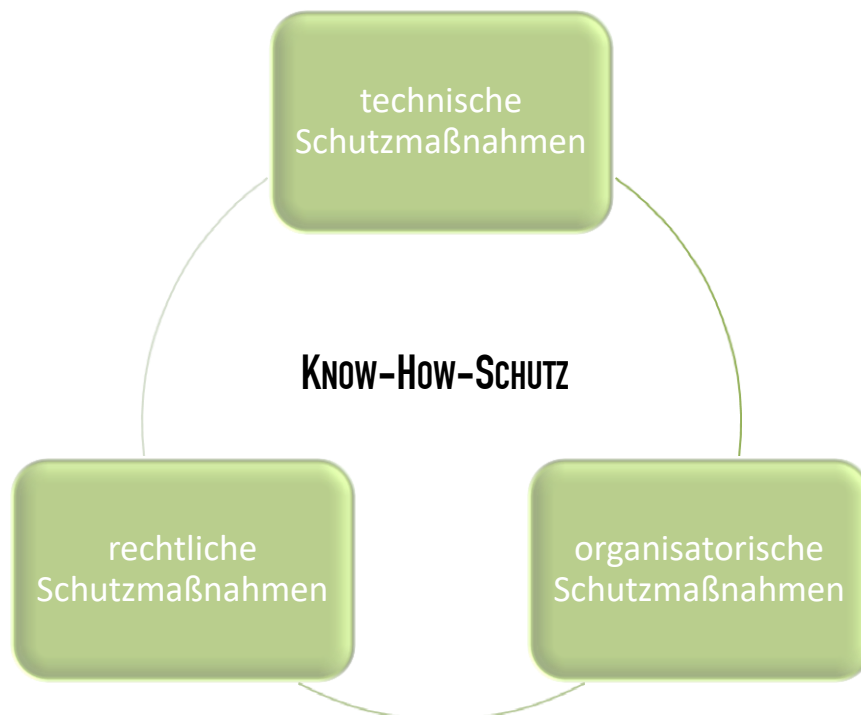 technische
Schutzmaßnahmen
KNOW-HOW-SCHUTZ
rechtliche
Schutzmaßnahmen
organisatorische
Schutzmaßnahmen